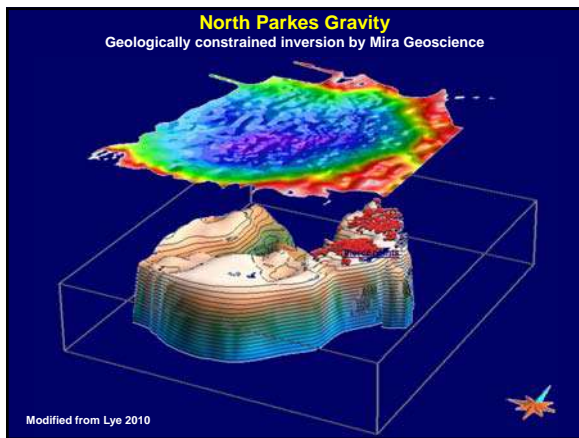 North Parkes Gravity
Geologically constrained inversion by Mira Geoscience
Modified from Lye 2010